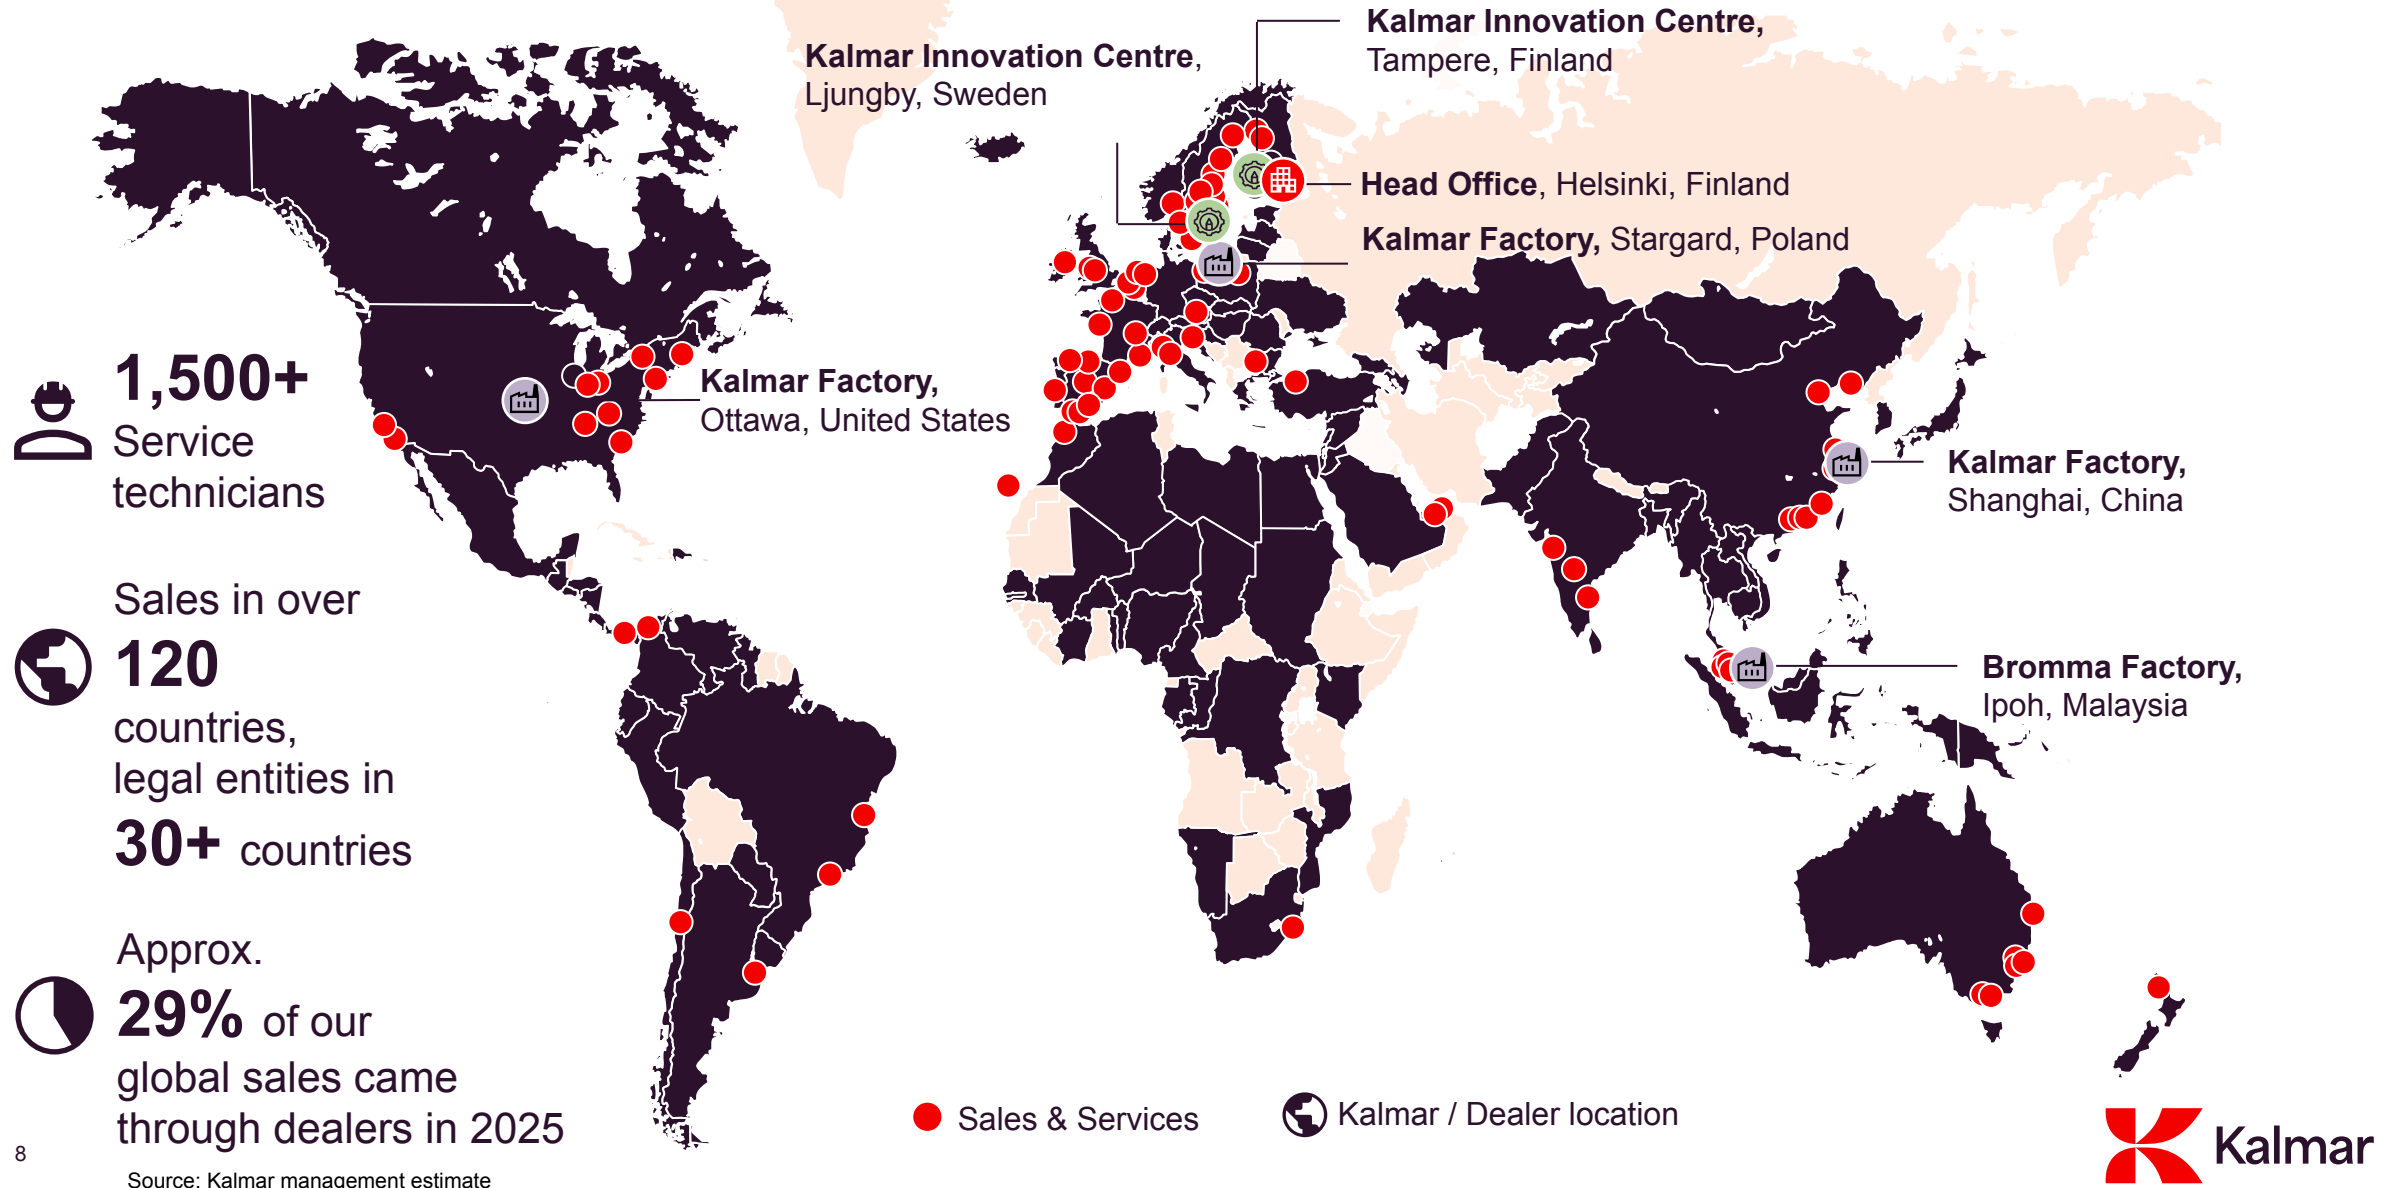 Kalmar Innovation Centre,
Tampere, Finland
Kalmar Innovation Centre,
Ljungby, Sweden
Head Office, Helsinki, Finland
Kalmar Factory, Stargard, Poland
1,500+
Service
technicians
Kalmar Factory,
Ottawa, United States
Kalmar Factory,
Shanghai, China
Sales in over
120
countries,
legal entities in
30+ countries
Bromma Factory,
Ipoh, Malaysia
Approx.
29% of our
global sales came
through dealers in 2025
Sales & Services
Kalmar / Dealer location
Kalmar
8
Source: Kalmar management estimate